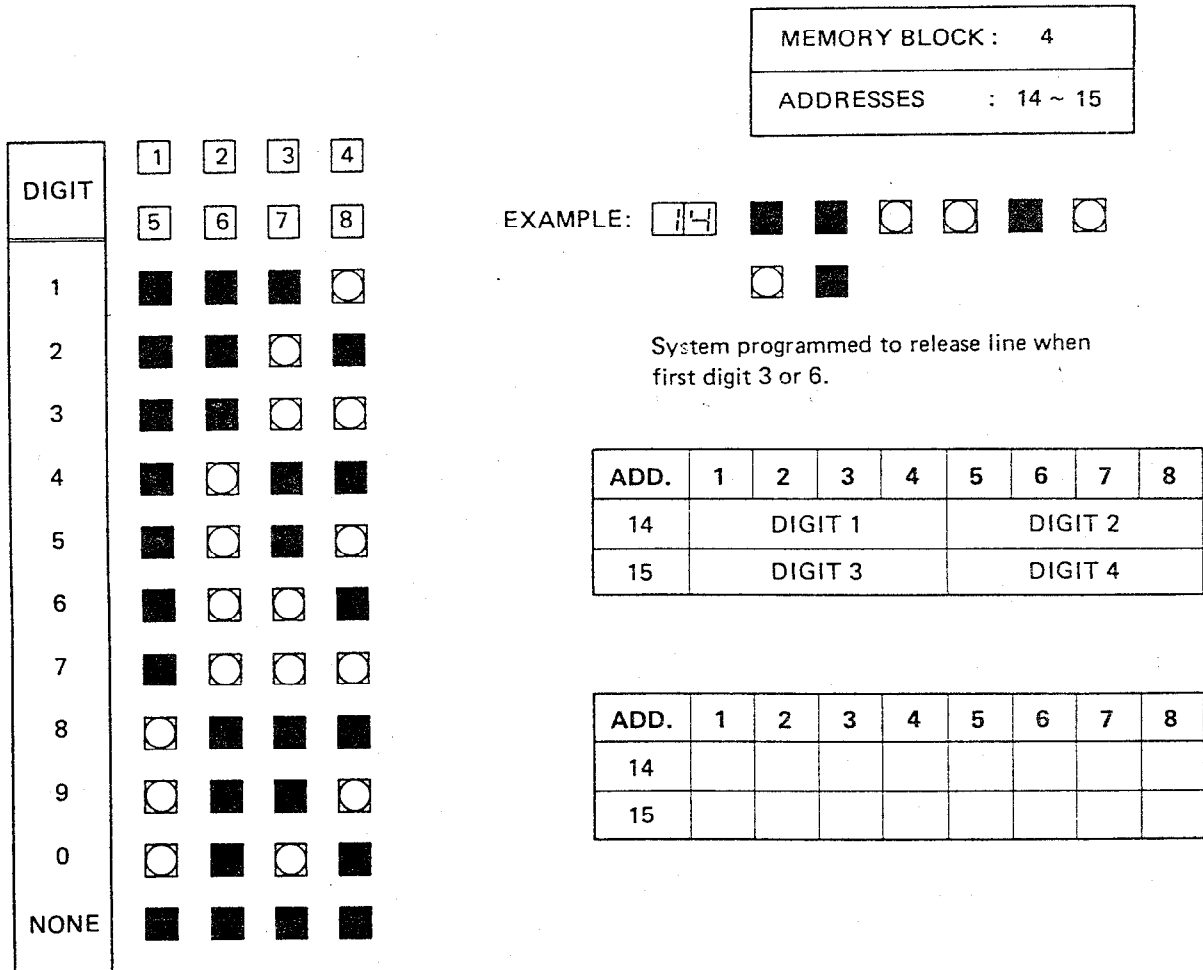 MEMORY BLOCK : 4
ADDRESSES : 14 ~ 15
DIGIT
1 2 3 4
5 6 7 8
1
2
3
4
5
6
7
8
9
0
NONE
EXAMPLE: 14
System programmed to release line when
first digit 3 or 6.
ADD. 1 2 3 4 5 6 7 8
14 DIGIT 1 DIGIT 2
15 DIGIT 3 DIGIT 4
ADD. 1 2 3 4 5 6 7 8
14
15